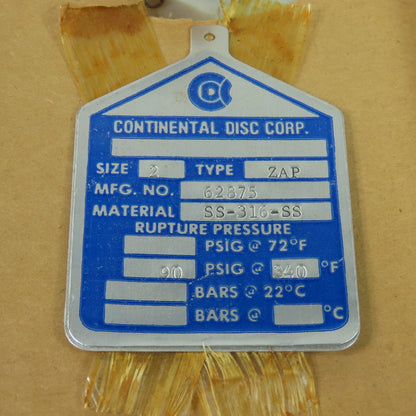 CONTINENTAL DISC CORP.
SIZE 2 TYPE ZAP
MFG. NO. 62875
MATERIAL SS-316-SS
RUPTURE PRESSURE
PSIG @ 72°F
90 PSIG @ 340 °F
BARS @ 22°C
BARS @ °C